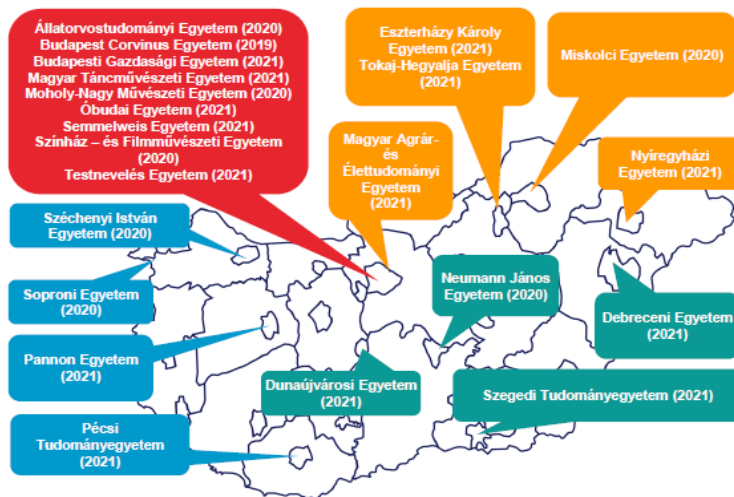 Állatorvostudományi Egyetem (2020)
Budapest Corvinus Egyetem (2019)
Budapesti Gazdasági Egyetem (2021)
Magyar Táncművészeti Egyetem (2021)
Moholy-Nagy Művészeti Egyetem (2020)
Óbudai Egyetem (2021)
Semmelweis Egyetem (2021)
Színház – és Filmművészeti Egyetem
(2020)
Testnevelés Egyetem (2021)
Eszterházy Károly
Egyetem (2021)
Tokaj-Hegyalja Egyetem
(2021)
Miskolci Egyetem (2020)
Magyar Agrár-
és
Élettudományi
Egyetem
(2021)
Nyíregyházi
Egyetem (2021)
Széchenyi István
Egyetem (2020)
Soproni Egyetem
(2020)
Neumann János
Egyetem (2020)
Debreceni Egyetem
(2021)
Pannon Egyetem
(2021)
Dunaújvárosi Egyetem
(2021)
Szegedi Tudományegyetem (2021)
Pécsi
Tudományegyetem
(2021)